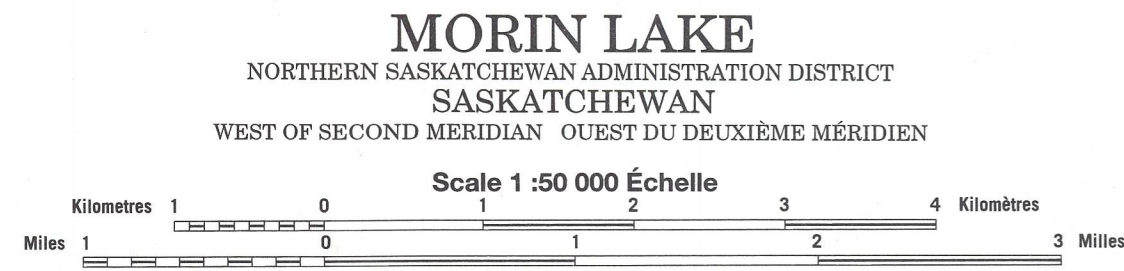 MORIN LAKE
NORTHERN SASKATCHEWAN ADMINISTRATION DISTRICT
SASKATCHEWAN
WEST OF SECOND MERIDIAN OUEST DU DEUXIÈME MÉRIDIEN
Scale 1 :50 000 Échelle
Kilometres 1 0 1 2 3 4 Kilomètres
Miles 1 0 1 2 3 Milles